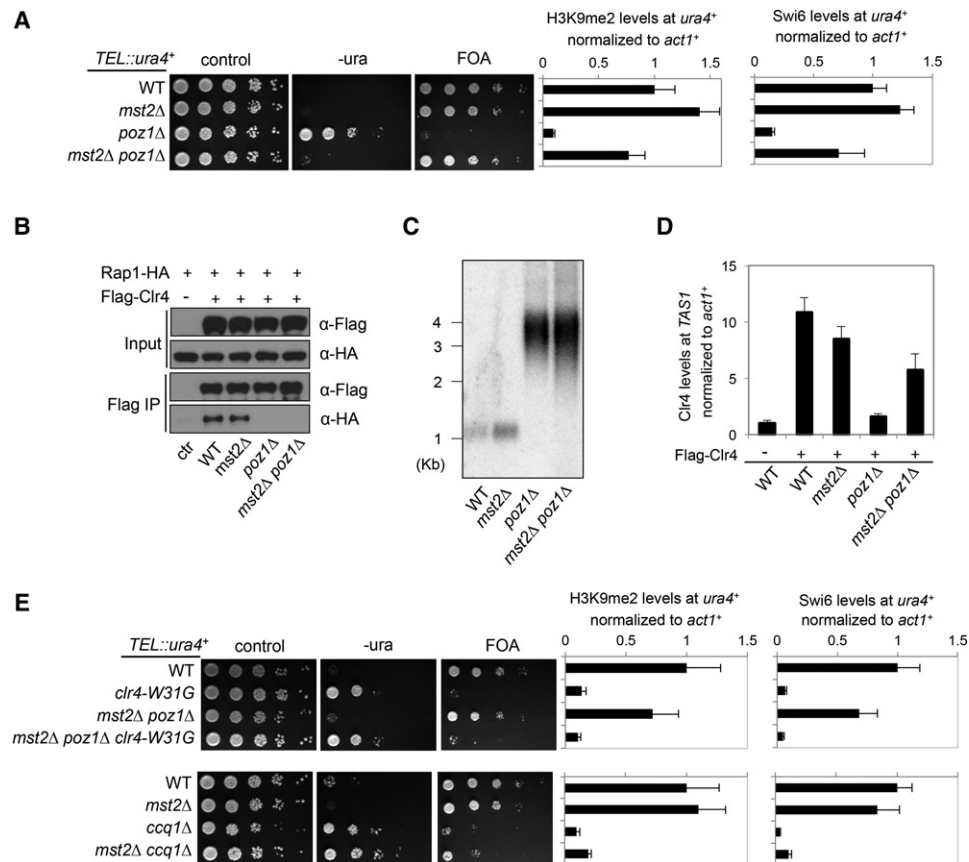 A
H3K9me2 levels at ura4+
normalized to act1+
Swi6 levels at ura4+
normalized to act1+
TEL::ura4+ control -ura FOA
0 0.5 1 1.5
0 0.5 1 1.5
WT
mst2Δ
poz1Δ
mst2Δ poz1Δ
B
Rap1-HA + + + + +
Flag-Clr4 - + + + +
Input
α-Flag
α-HA
Flag IP
α-Flag
α-HA
ctr WT mst2Δ poz1Δ mst2Δ poz1Δ
C
4
3
2
1
(Kb)
WT mst2Δ poz1Δ mst2Δ poz1Δ
D
Clr4 levels at TAS1
normalized to act1+
15
10
5
0
Flag-Clr4 - + + + +
WT WT mst2Δ poz1Δ mst2Δ poz1Δ
E
H3K9me2 levels at ura4+
normalized to act1+
Swi6 levels at ura4+
normalized to act1+
TEL::ura4+ control -ura FOA
0 0.5 1 1.5
0 0.5 1 1.5
WT
clr4-W31G
mst2Δ poz1Δ
mst2Δ poz1Δ clr4-W31G
WT
mst2Δ
ccq1Δ
mst2Δ ccq1Δ